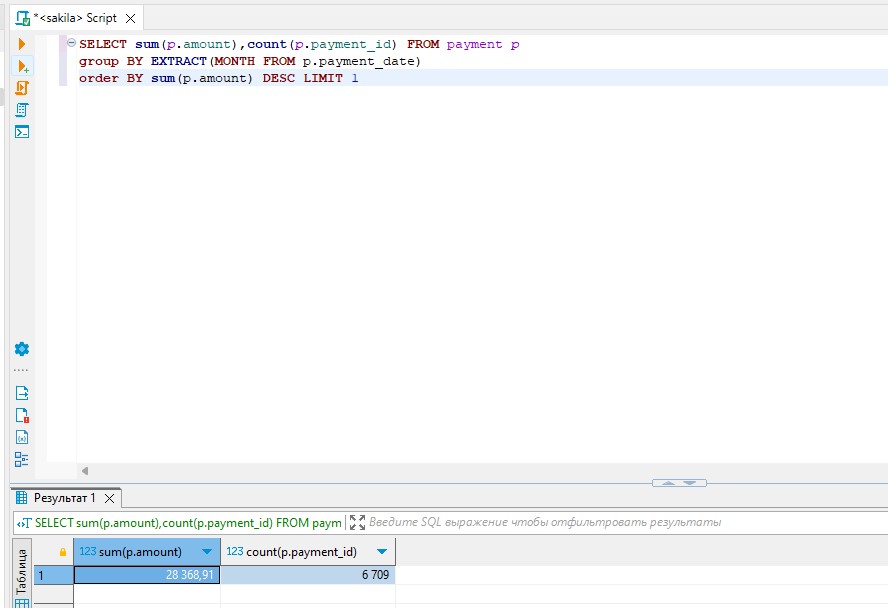 *<sakila> Script
SELECT sum(p.amount),count(p.payment_id) FROM payment p
group BY EXTRACT(MONTH FROM p.payment_date)
order BY sum(p.amount) DESC LIMIT 1
Результат 1
SELECT sum(p.amount),count(p.payment_id) FROM paym
Введите SQL выражение чтобы отфильтровать результаты
Таблица
123 sum(p.amount) 123 count(p.payment_id)
1 28 368,91 6 709